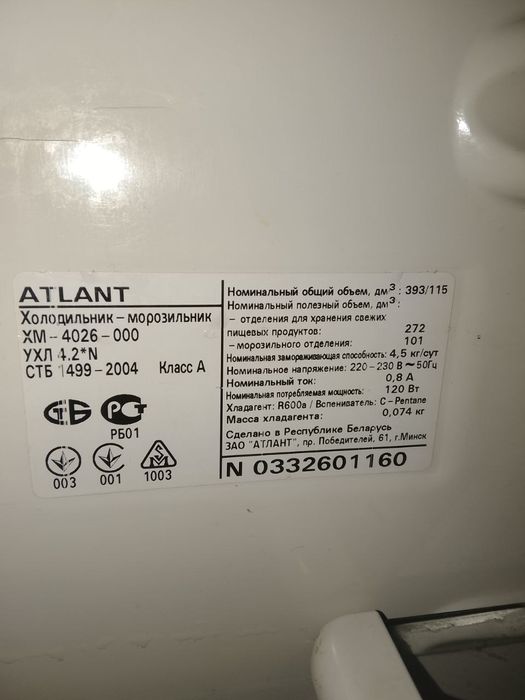 ATLANT
Холодильник – морозильник
ХМ – 4026 – 000
УХЛ 4.2*N
СТБ 1499-2004 Класс А
СТБ
РСТ
РБ01
003 001 1003
Номинальный общий объем, дм³ : 393/115
Номинальный полезный объем, дм³ :
– отделения для хранения свежих
пищевых продуктов: 272
– морозильного отделения: 101
Номинальная замораживающая способность: 4,5 кг/сут
Номинальное напряжение: 220 – 230 В ~ 50Гц
Номинальный ток: 0,8 А
Номинальная потребляемая мощность: 120 Вт
Хладагент: R600a / Вспениватель: C – Pentane
Масса хладагента: 0,074 кг
Сделано в Республике Беларусь
ЗАО "АТЛАНТ", пр. Победителей, 61, г.Минск
N 0332601160